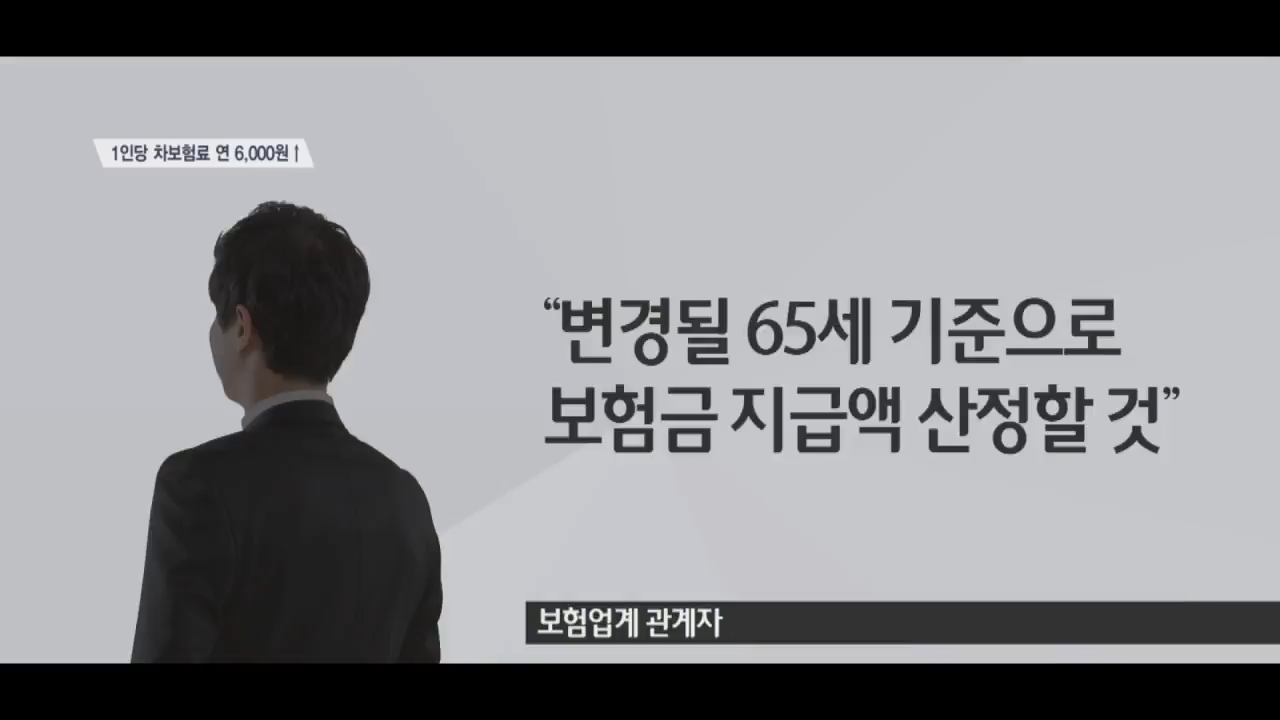 1인당 차보험료 연 6,000원↑
“변경될 65세 기준으로
보험금 지급액 산정할 것”
보험업계 관계자